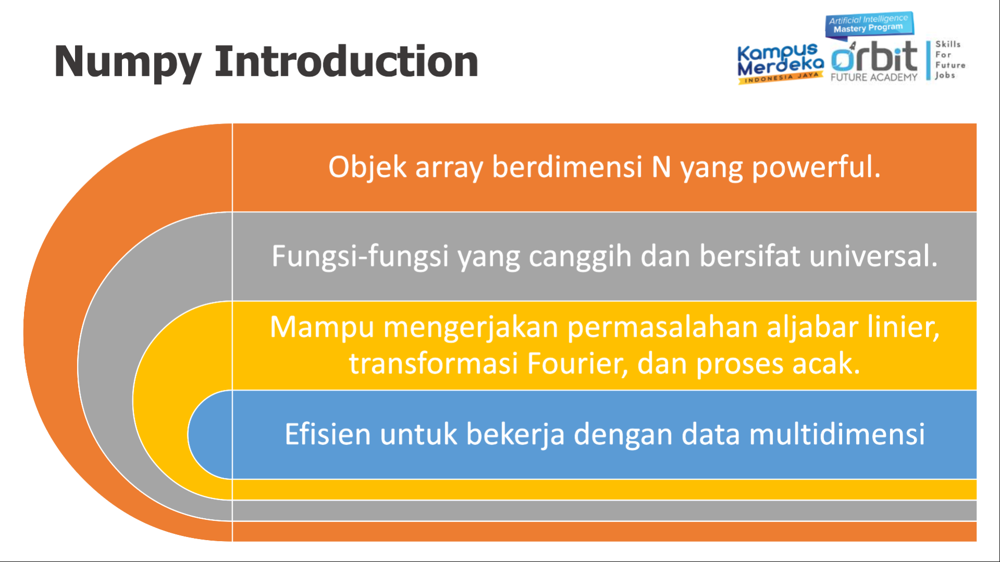 Numpy Introduction
Artificial Intelligence
Mastery Program
Kampus
Merdeka
INDONESIA JAYA
orbit
FUTURE ACADEMY
Skills
For
Future
Jobs
Objek array berdimensi N yang powerful.
Fungsi-fungsi yang canggih dan bersifat universal.
Mampu mengerjakan permasalahan aljabar linier,
transformasi Fourier, dan proses acak.
Efisien untuk bekerja dengan data multidimensi